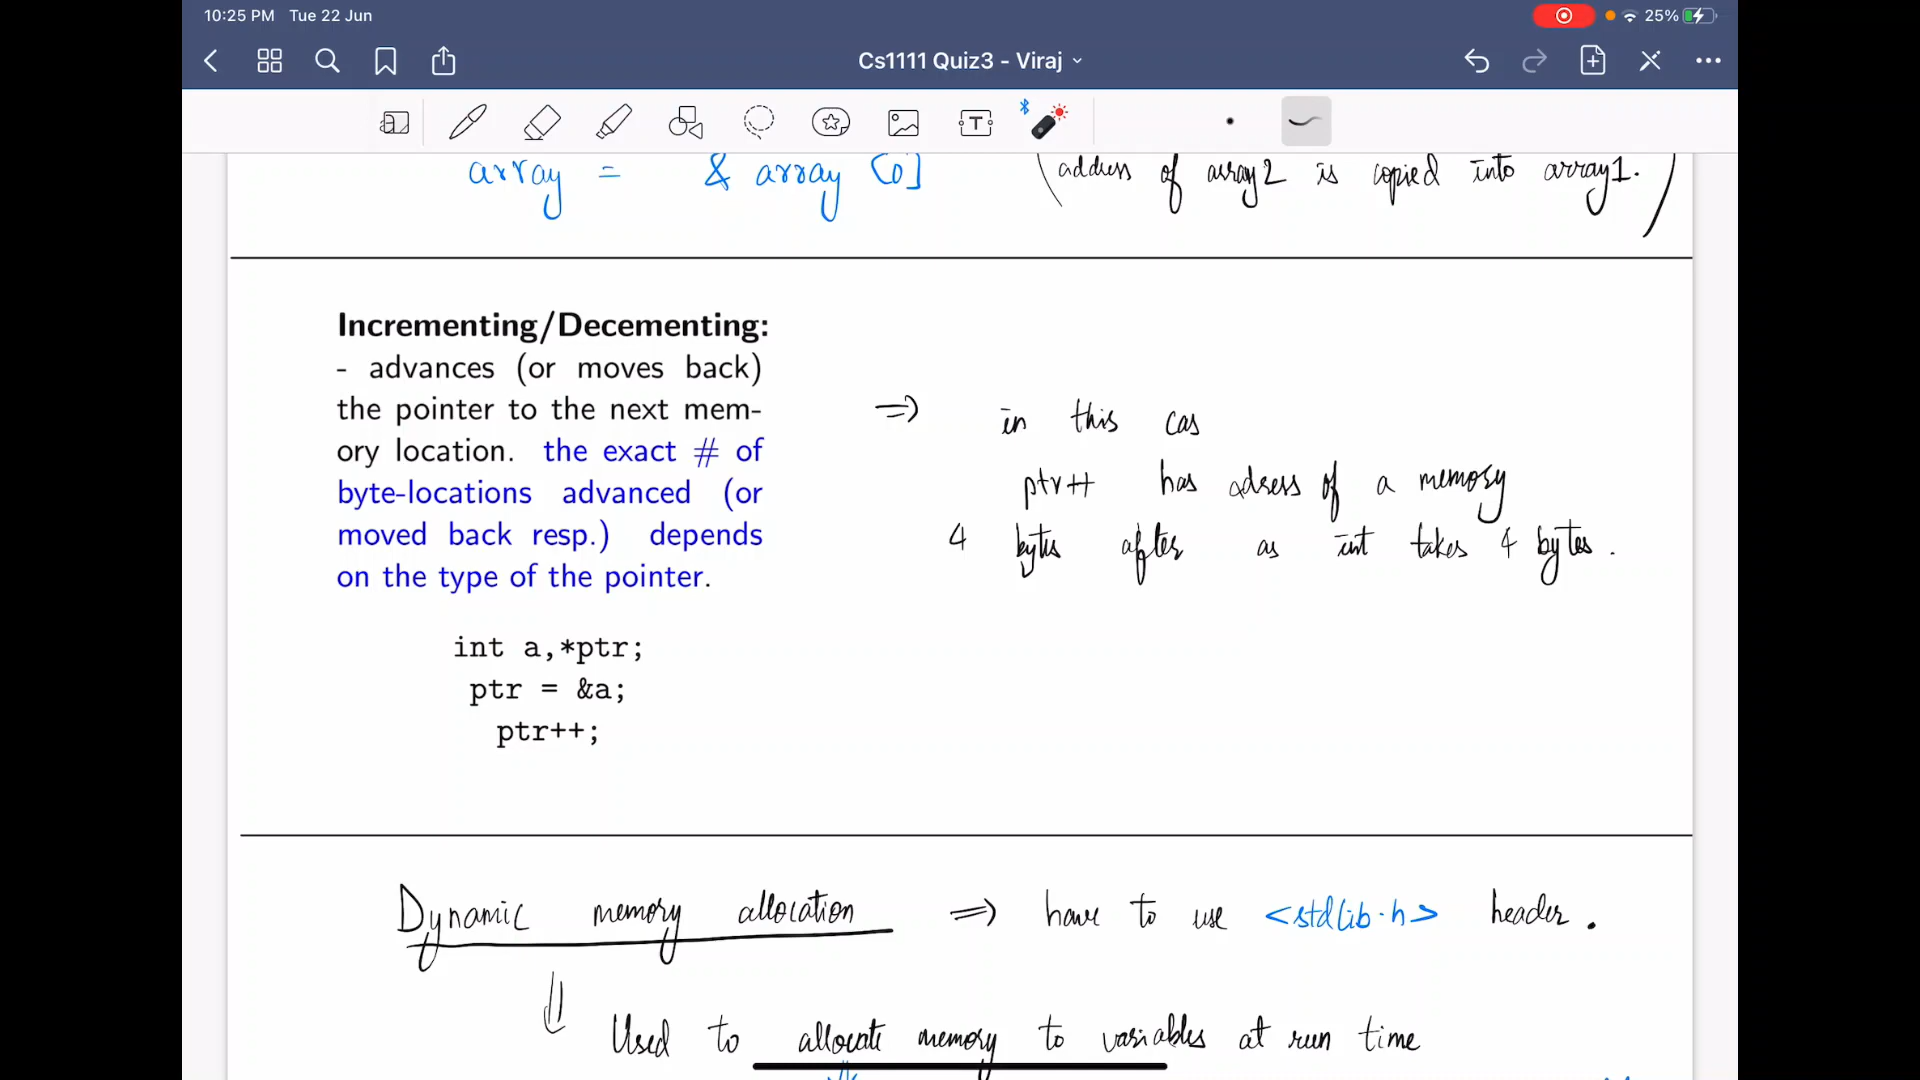 10:25 PM Tue 22 Jun
25%
Cs1111 Quiz3 - Viraj
array = & array [0]
(address of array2 is copied into array1.)
Incrementing/Decementing:
- advances (or moves back)
the pointer to the next mem-
ory location. the exact # of
byte-locations advanced (or
moved back resp.) depends
on the type of the pointer.
int a,*ptr;
ptr = &a;
ptr++;
⇒ in this cas
ptr++ has adress of a memory
4 bytes after as int takes 4 bytes.
Dynamic memory allocation ⇒ have to use <stdlib.h> header.
Used to allocate memory to variables at run time